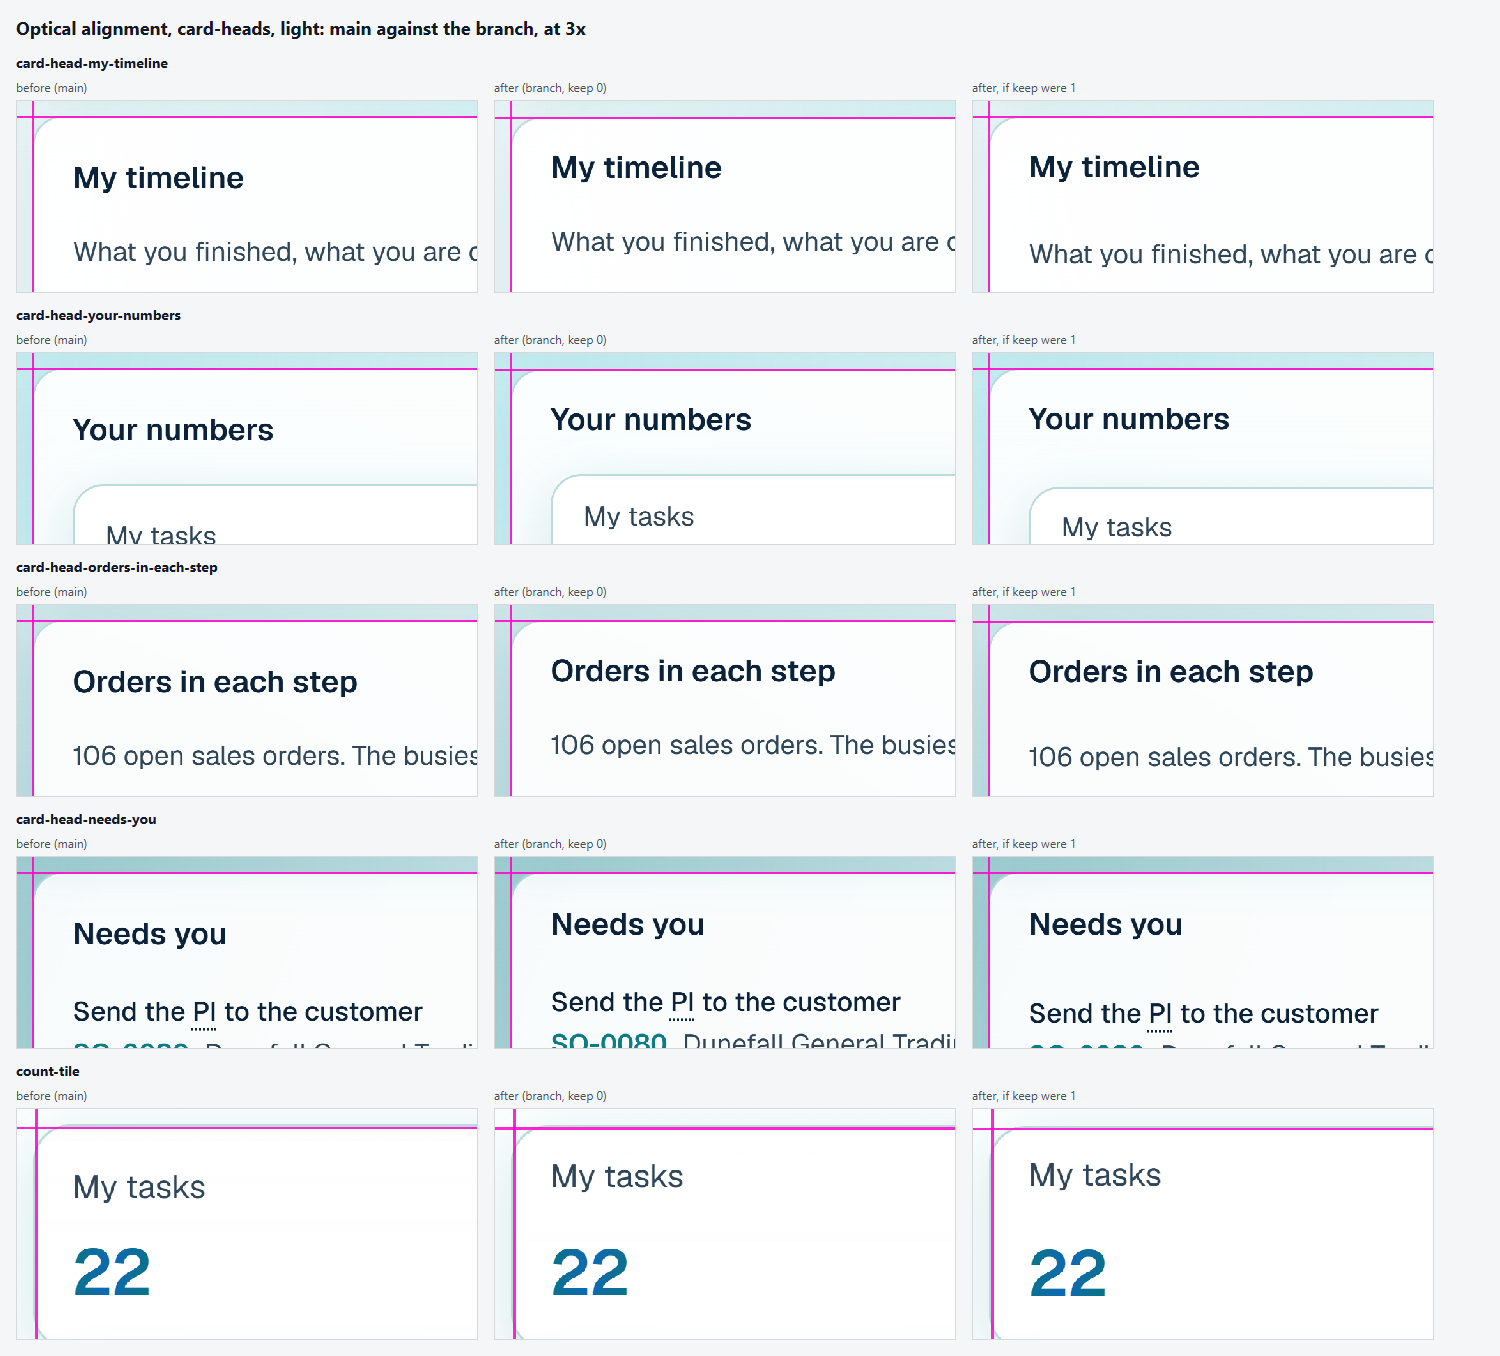 Optical alignment, card-heads, light: main against the branch, at 3x
card-head-my-timeline
before (main) after (branch, keep 0) after, if keep were 1
My timeline My timeline My timeline
What you finished, what you are What you finished, what you are What you finished, what you are
card-head-your-numbers
before (main) after (branch, keep 0) after, if keep were 1
Your numbers Your numbers Your numbers
My tasks My tasks My tasks
card-head-orders-in-each-step
before (main) after (branch, keep 0) after, if keep were 1
Orders in each step Orders in each step Orders in each step
106 open sales orders. The busies 106 open sales orders. The busies 106 open sales orders. The busies
card-head-needs-you
before (main) after (branch, keep 0) after, if keep were 1
Needs you Needs you Needs you
Send the PI to the customer Send the PI to the customer Send the PI to the customer
SO-0080 Dunefall General Tradi
count-tile
before (main) after (branch, keep 0) after, if keep were 1
My tasks My tasks My tasks
22 22 22